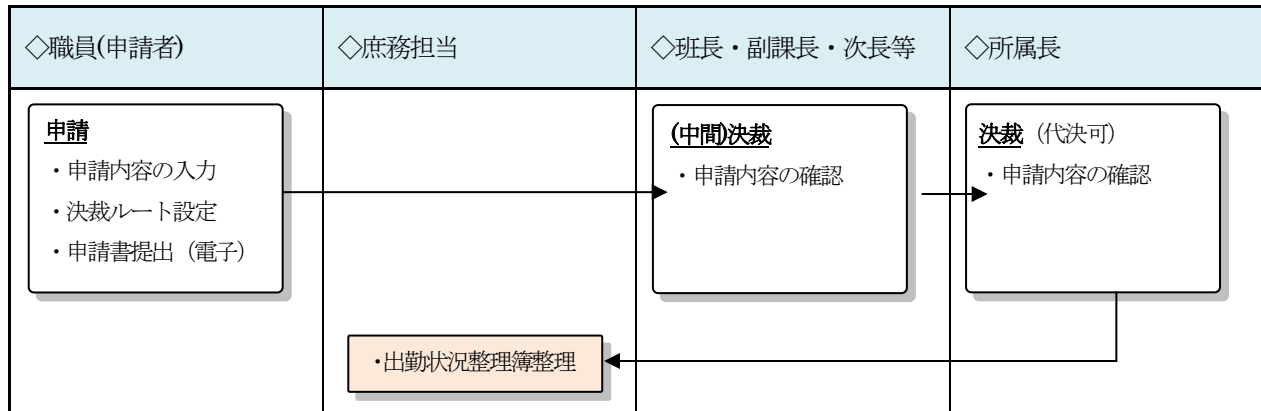 ◇職員(申請者)
◇庶務担当
◇班長・副課長・次長等
◇所属長
申請
・申請内容の入力
・決裁ルート設定
・申請書提出（電子）
(中間)決裁
・申請内容の確認
決裁（代決可）
・申請内容の確認
・出勤状況整理簿整理